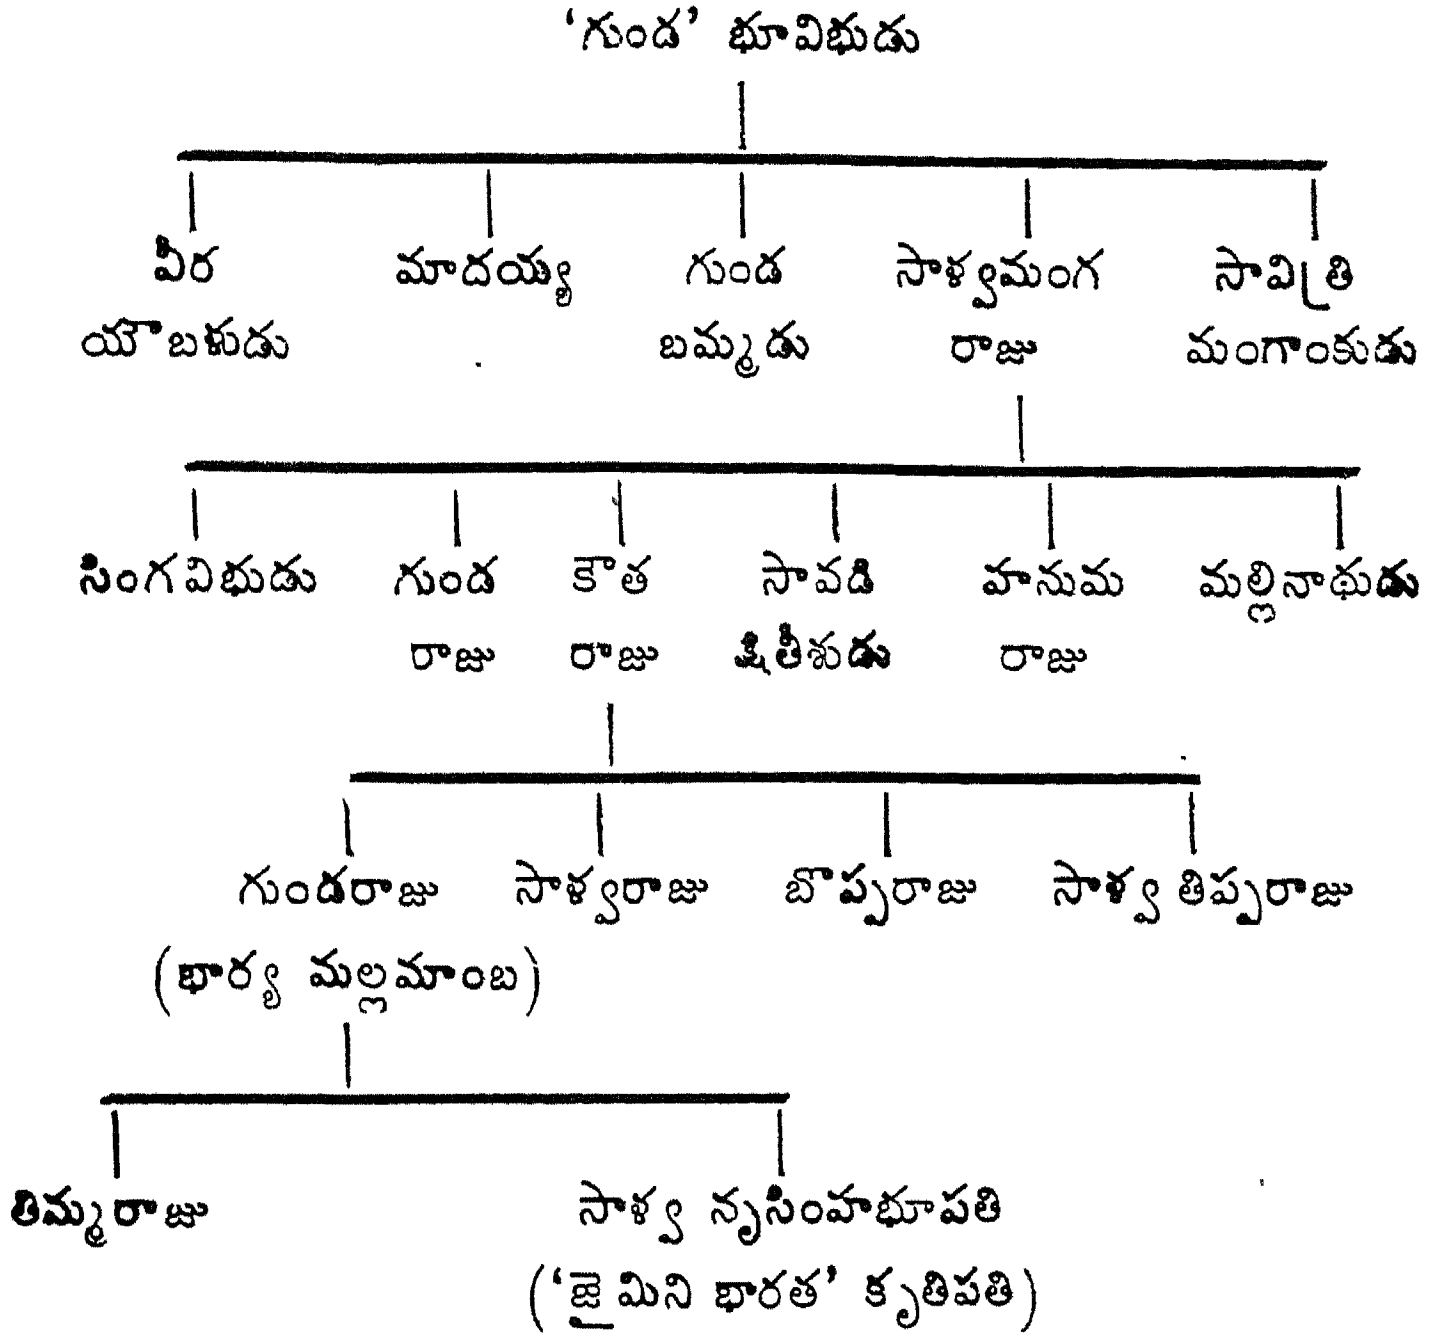 ‘గుండ’ భూవిభుడు
వీర మాదయ్య గుండ సాళ్వమంగ సావిత్రి
యౌబళుడు బమ్మడు రాజు మంగాంకుడు
సింగవిభుడు గుండ కౌత సావడి హనుమ మల్లినాథుడు
రాజు రాజు క్షితీశుడు రాజు
గుండరాజు సాళ్వరాజు బొప్పరాజు సాళ్వ తిప్పరాజు
(భార్య మల్లమాంబ)
తిమ్మరాజు సాళ్వ నృసింహభూపతి
(‘జైమిని భారత’ కృతిపతి)